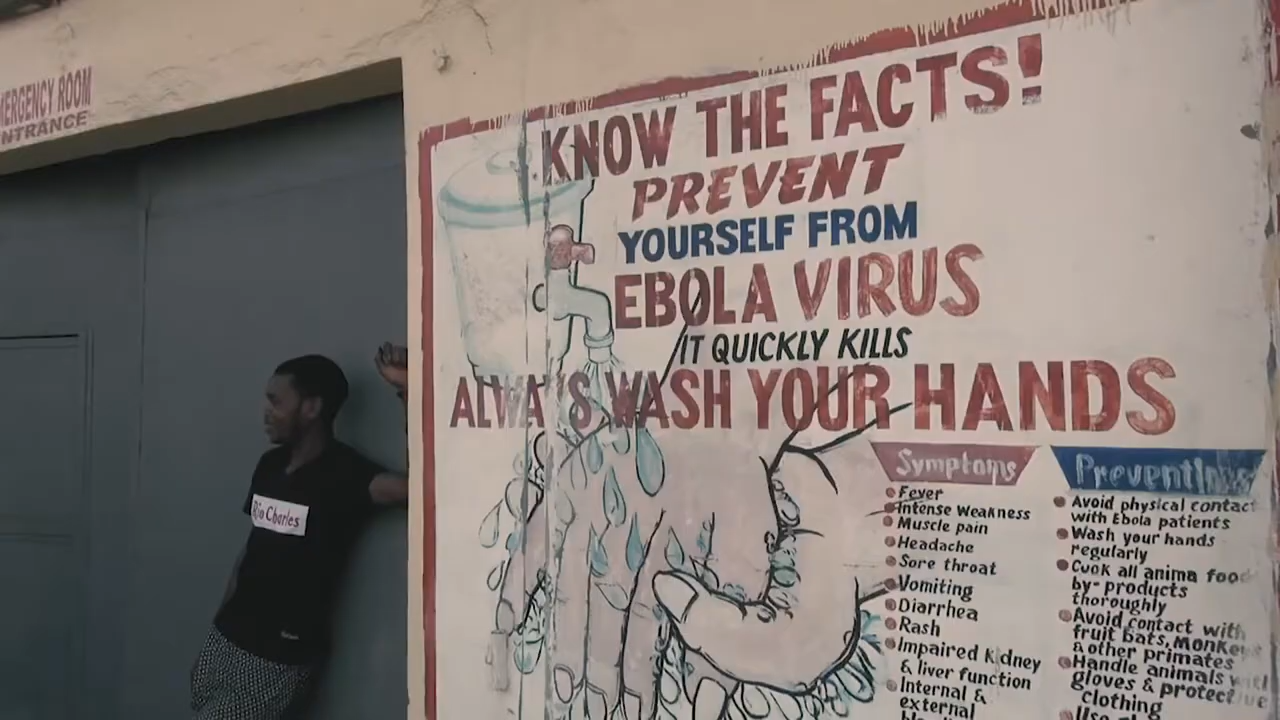 EMERGENCY ROOM
ENTRANCE
KNOW THE FACTS!
PREVENT
YOURSELF FROM
EBOLA VIRUS
IT QUICKLY KILLS
ALWAYS WASH YOUR HANDS
Symptoms
Fever
Intense Weakness
Muscle pain
Headache
Sore throat
Vomiting
Diarrhea
Rash
Impaired Kidney
& liver function
Internal &
external
Preventions
Avoid physical contact
with Ebola patients
Wash your hands
regularly
Cook all anima food
by-products
thoroughly
Avoid contact with
fruit bats, monkeys
& other primates
Handle animals with
gloves & protective
Clothing
Charles